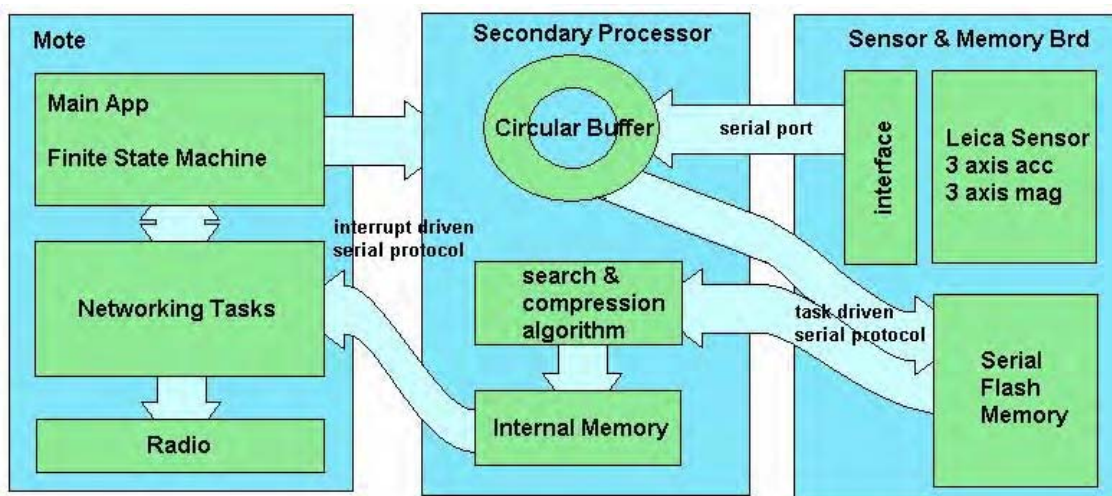 Mote
Main App
Finite State Machine
Networking Tasks
Radio
interrupt driven
serial protocol
Secondary Processor
Circular Buffer
search &
compression
algorithm
Internal Memory
serial port
task driven
serial protocol
Sensor & Memory Brd
interface
Leica Sensor
3 axis acc
3 axis mag
Serial
Flash
Memory